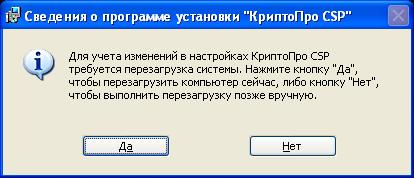 Сведения о программе установки "КриптоПро CSP"
Для учета изменений в настройках КриптоПро CSP
требуется перезагрузка системы. Нажмите кнопку "Да",
чтобы перезагрузить компьютер сейчас, либо кнопку "Нет",
чтобы выполнить перезагрузку позже вручную.
Да Нет